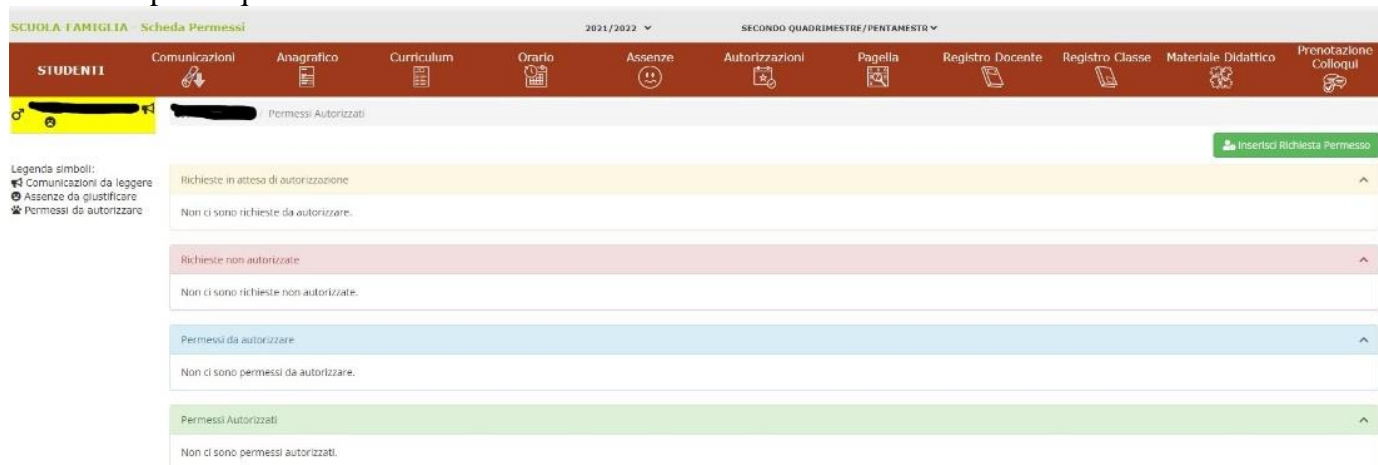 SCUOLA FAMIGLIA - Scheda Permessi
2021/2022
SECONDO QUADRIMESTRE/PENTAMESTR
STUDENTI
Comunicazioni
Anagrafico
Curriculum
Orario
Assenze
Autorizzazioni
Pagella
Registro Docente
Registro Classe
Materiale Didattico
Prenotazione
Colloqui
/ Permessi Autorizzati
Inserisci Richiesta Permesso
Legenda simboli:
Comunicazioni da leggere
Assenze da giustificare
Permessi da autorizzare
Richieste in attesa di autorizzazione
Non ci sono richieste da autorizzare.
Richieste non autorizzate
Non ci sono richieste non autorizzate.
Permessi da autorizzare
Non ci sono permessi da autorizzare.
Permessi Autorizzati
Non ci sono permessi autorizzati.